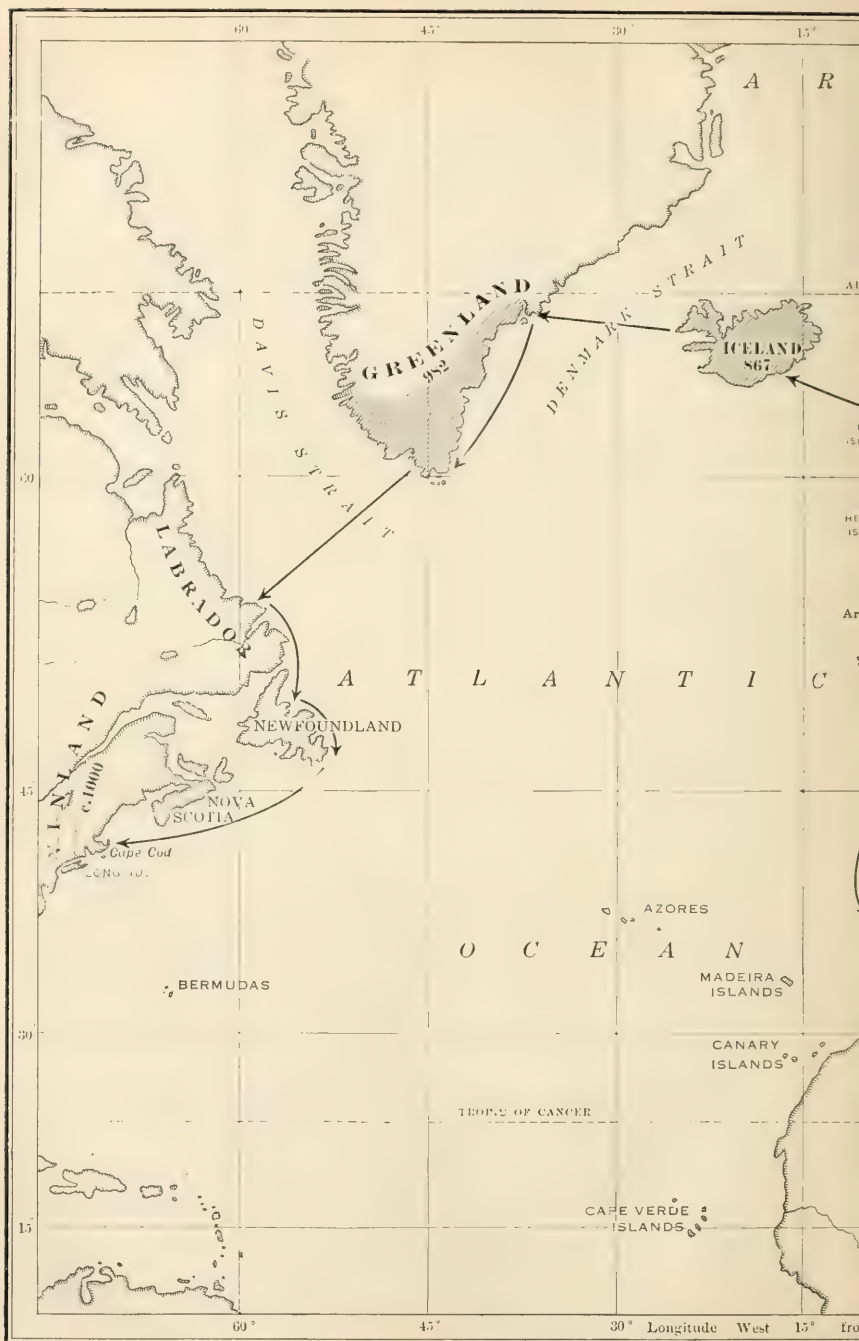 60
45°
30°
15°
A R
DAVIS STRAIT
GREENLAND
982
DENMARK STRAIT
ICELAND
867
60
LABRADOR
ATLANTIC
NEWFOUNDLAND
VINLAND
c.1000
45
NOVA
SCOTIA
Cape Cod
AZORES
OCEAN
BERMUDAS
MADEIRA
ISLANDS
30°
CANARY
ISLANDS
TROPIC OF CANCER
CAPE VERDE
ISLANDS
15°
60°
45°
30°
Longitude West
15°